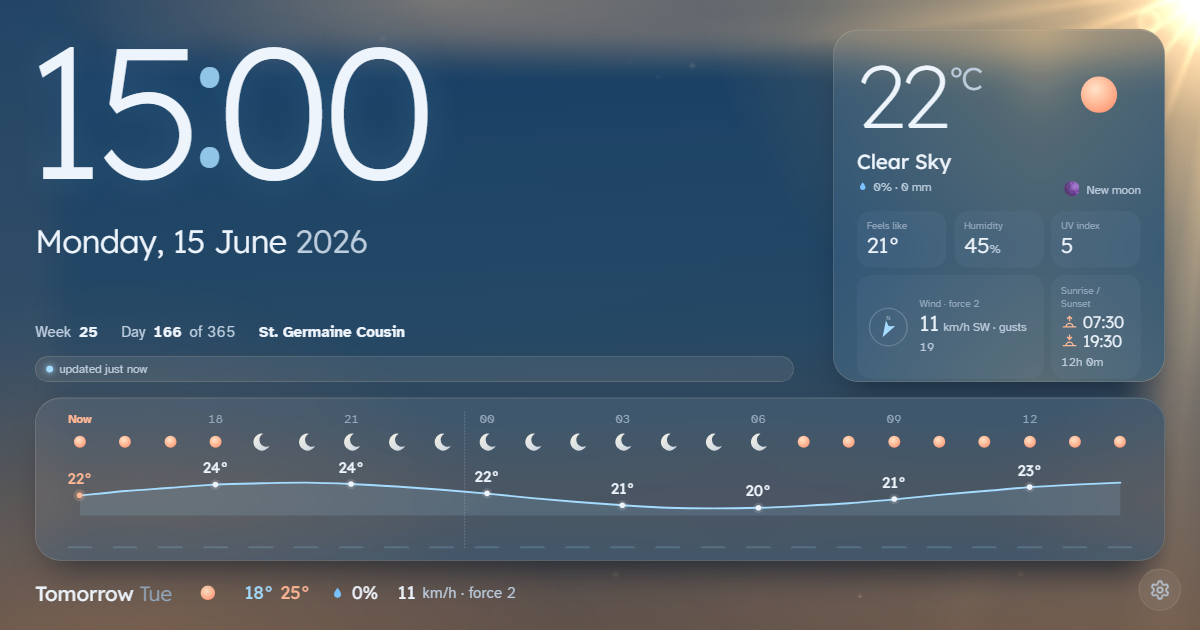 15:00
Monday, 15 June 2026
Week 25 Day 166 of 365 St. Germaine Cousin
updated just now
22°C
Clear Sky
0% · 0 mm
New moon
Feels like
21°
Humidity
45%
UV index
5
N
Wind · force 2
11 km/h SW · gusts
19
Sunrise /
Sunset
07:30
19:30
12h 0m
Now 18 21 00 03 06 09 12
22° 24° 24° 22° 21° 20° 21° 23°
Tomorrow Tue 18° 25° 0% 11 km/h · force 2